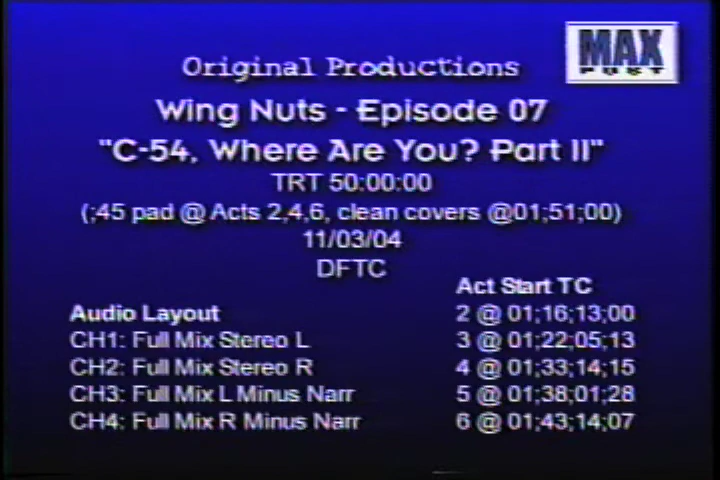 MAX
POST
Original Productions
Wing Nuts - Episode 07
"C-54, Where Are You? Part II"
TRT 50:00:00
(;45 pad @ Acts 2,4,6, clean covers @01;51;00)
11/03/04
DFTC
Act Start TC
Audio Layout
2 @ 01;16;13;00
CH1: Full Mix Stereo L
3 @ 01;22;05;13
CH2: Full Mix Stereo R
4 @ 01;33;14;15
CH3: Full Mix L Minus Narr
5 @ 01;38;01;28
CH4: Full Mix R Minus Narr
6 @ 01;43;14;07